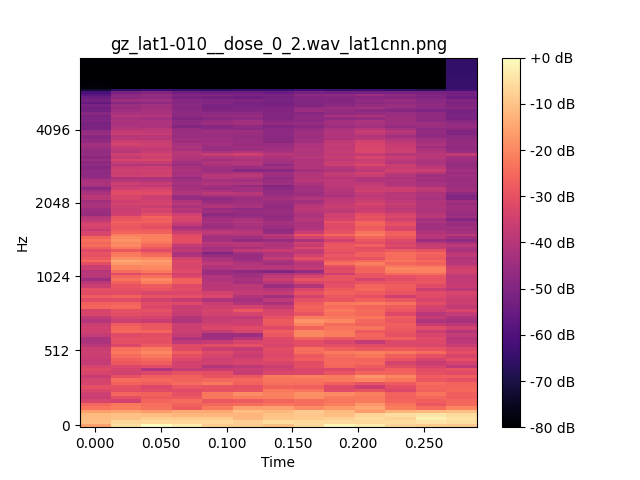 gz_lat1-010__dose_0_2.wav_lat1cnn.png
4096
2048
1024
512
0
Hz
0.000 0.050 0.100 0.150 0.200 0.250
Time
+0 dB
-10 dB
-20 dB
-30 dB
-40 dB
-50 dB
-60 dB
-70 dB
-80 dB